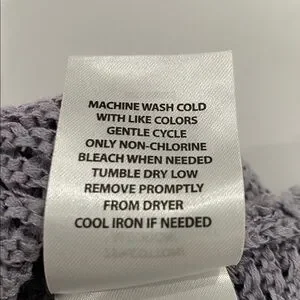 MACHINE WASH COLD
WITH LIKE COLORS
GENTLE CYCLE
ONLY NON-CHLORINE
BLEACH WHEN NEEDED
TUMBLE DRY LOW
REMOVE PROMPTLY
FROM DRYER
COOL IRON IF NEEDED